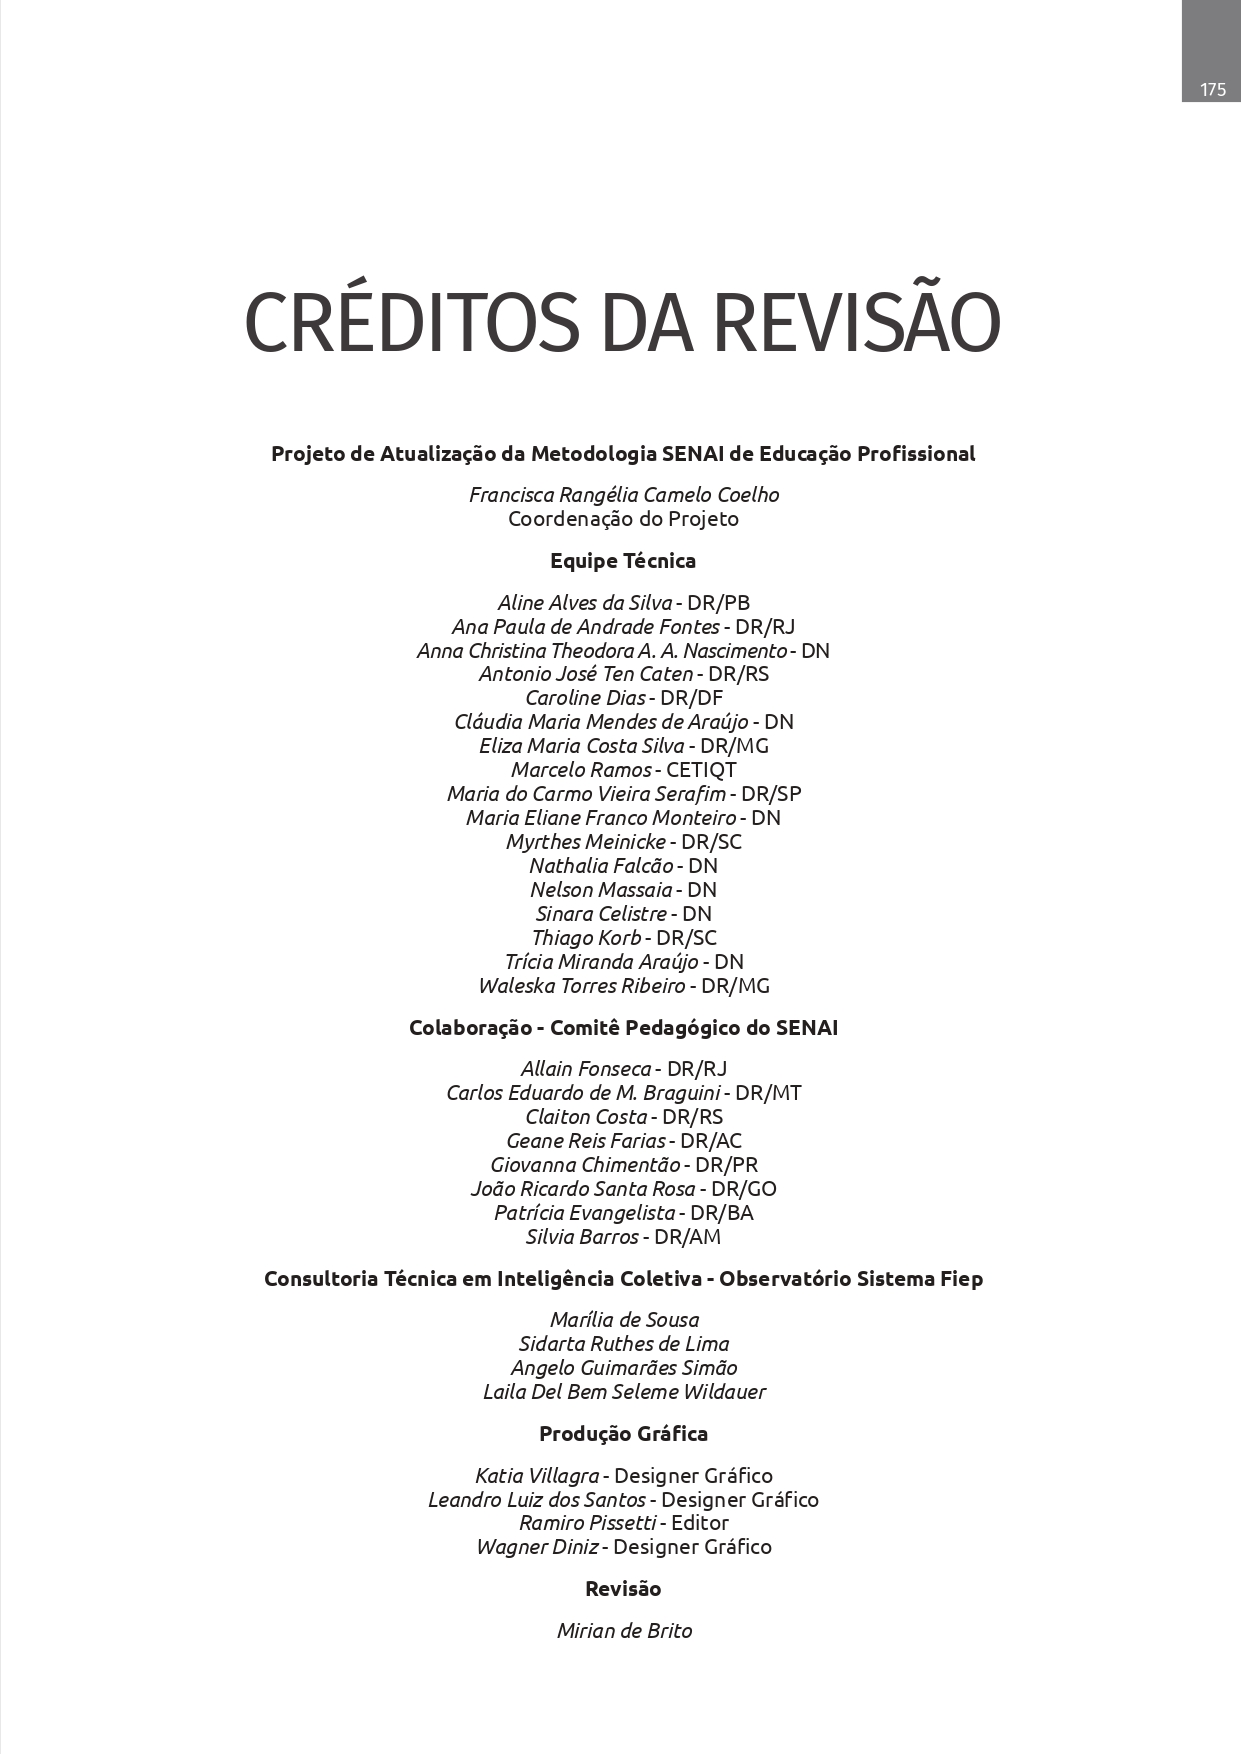 175
CRÉDITOS DA REVISÃO
Projeto de Atualização da Metodologia SENAI de Educação Profissional
Francisca Rangélia Camelo Coelho
Coordenação do Projeto
Equipe Técnica
Aline Alves da Silva - DR/PB
Ana Paula de Andrade Fontes - DR/RJ
Anna Christina Theodora A. A. Nascimento - DN
Antonio José Ten Caten - DR/RS
Caroline Dias - DR/DF
Cláudia Maria Mendes de Araújo - DN
Eliza Maria Costa Silva - DR/MG
Marcelo Ramos - CETIQT
Maria do Carmo Vieira Serafim - DR/SP
Maria Eliane Franco Monteiro - DN
Myrthes Meinicke - DR/SC
Nathalia Falcão - DN
Nelson Massaia - DN
Sinara Celistre - DN
Thiago Korb - DR/SC
Trícia Miranda Araújo - DN
Waleska Torres Ribeiro - DR/MG
Colaboração - Comitê Pedagógico do SENAI
Allain Fonseca - DR/RJ
Carlos Eduardo de M. Braguini - DR/MT
Claiton Costa - DR/RS
Geane Reis Farias - DR/AC
Giovanna Chimentão - DR/PR
João Ricardo Santa Rosa - DR/GO
Patrícia Evangelista - DR/BA
Silvia Barros - DR/AM
Consultoria Técnica em Inteligência Coletiva - Observatório Sistema Fiep
Marília de Sousa
Sidarta Ruthes de Lima
Angelo Guimarães Simão
Laila Del Bem Seleme Wildauer
Produção Gráfica
Katia Villagra - Designer Gráfico
Leandro Luiz dos Santos - Designer Gráfico
Ramiro Pissetti - Editor
Wagner Diniz - Designer Gráfico
Revisão
Mirian de Brito